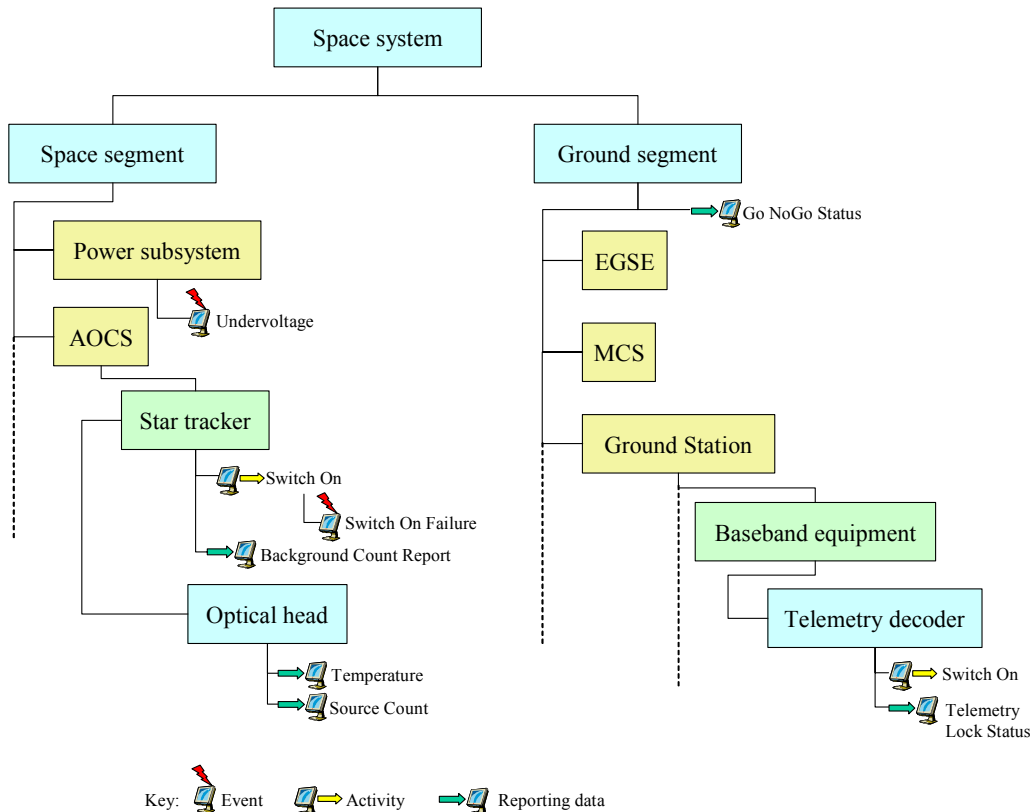 Space system
Space segment
Ground segment
Go NoGo Status
Power subsystem
EGSE
Undervoltage
AOCS
MCS
Star tracker
Ground Station
Switch On
Switch On Failure
Baseband equipment
Background Count Report
Optical head
Telemetry decoder
Temperature
Switch On
Source Count
Telemetry
Lock Status
Key: Event Activity Reporting data